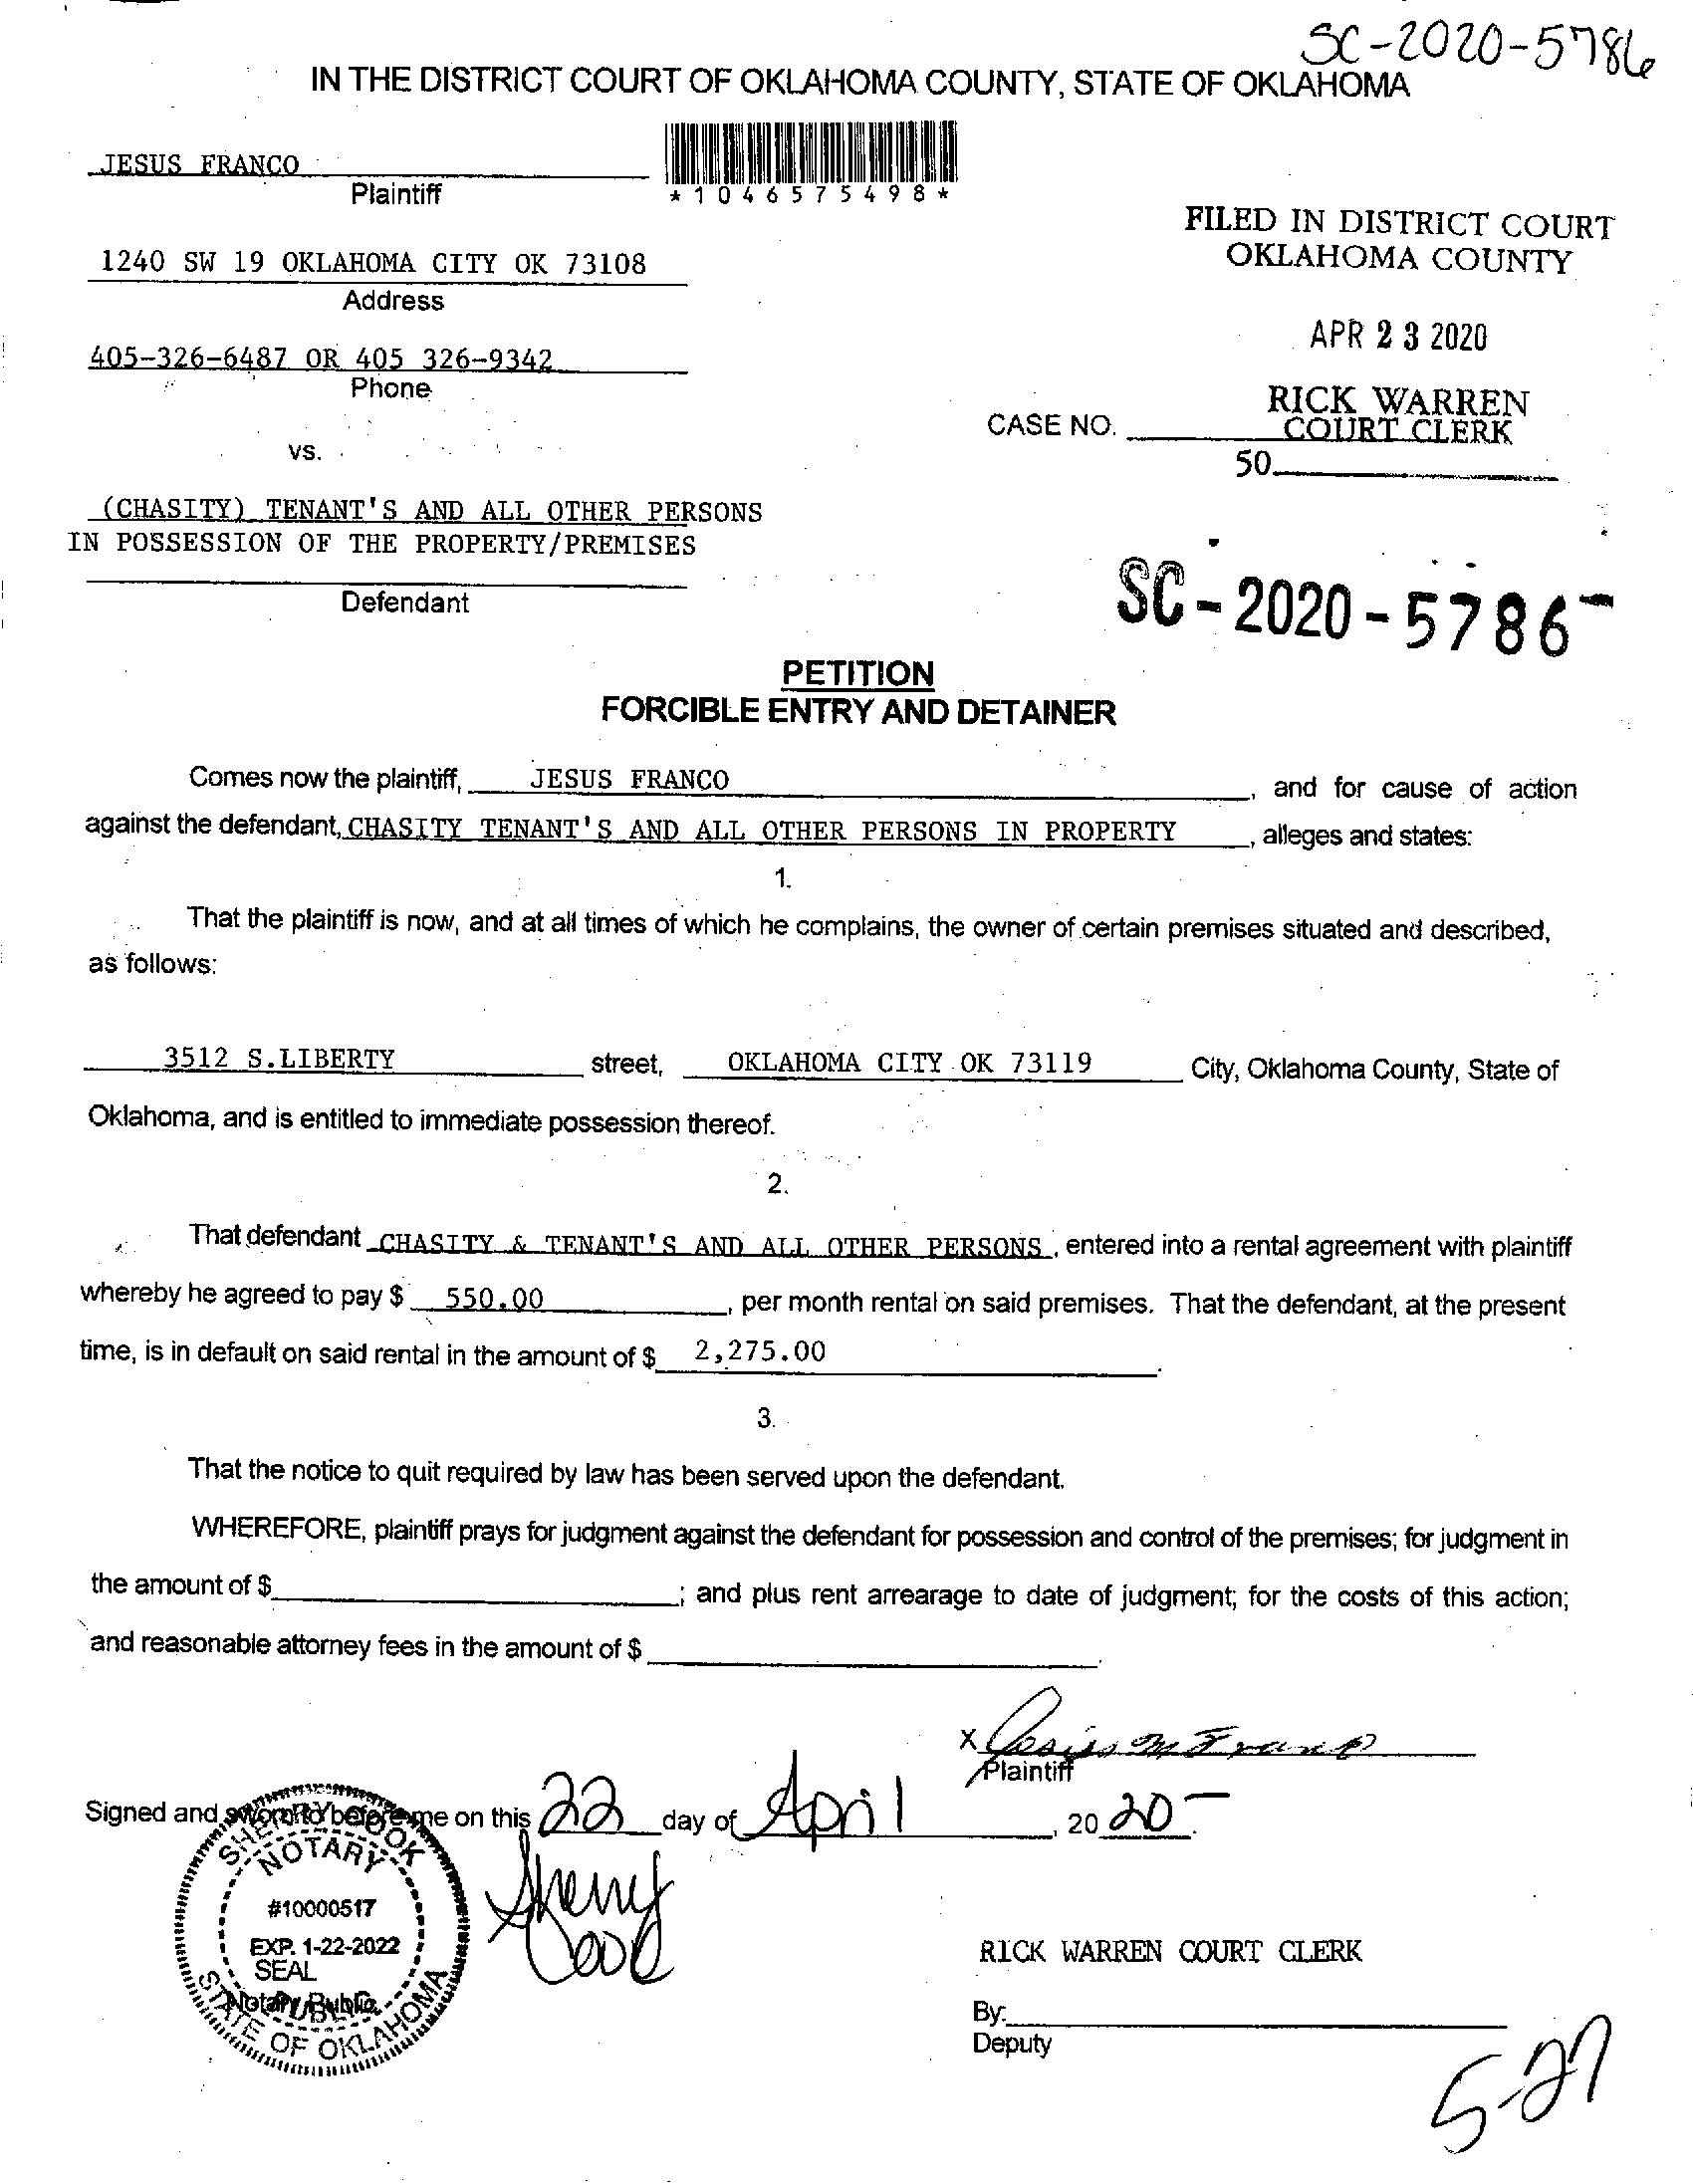 SC-2020-5786
IN THE DISTRICT COURT OF OKLAHOMA COUNTY, STATE OF OKLAHOMA
JESUS FRANCO
Plaintiff
*1046575498*
FILED IN DISTRICT COURT
OKLAHOMA COUNTY
1240 SW 19 OKLAHOMA CITY OK 73108
Address
APR 23 2020
405-326-6487 OR 405 326-9342
Phone
RICK WARREN
COURT CLERK
CASE NO.
50
vs.
(CHASITY) TENANT'S AND ALL OTHER PERSONS
IN POSSESSION OF THE PROPERTY/PREMISES
Defendant
SC-2020-5786-
PETITION
FORCIBLE ENTRY AND DETAINER
Comes now the plaintiff, JESUS FRANCO, and for cause of action
against the defendant, CHASITY TENANT'S AND ALL OTHER PERSONS IN PROPERTY, alleges and states:
1.
That the plaintiff is now, and at all times of which he complains, the owner of certain premises situated and described,
as follows:
3512 S.LIBERTY street, OKLAHOMA CITY OK 73119 City, Oklahoma County, State of
Oklahoma, and is entitled to immediate possession thereof.
2.
That defendant CHASITY & TENANT'S AND ALL OTHER PERSONS, entered into a rental agreement with plaintiff
whereby he agreed to pay $ 550.00, per month rental on said premises. That the defendant, at the present
time, is in default on said rental in the amount of $ 2,275.00.
3.
That the notice to quit required by law has been served upon the defendant.
WHEREFORE, plaintiff prays for judgment against the defendant for possession and control of the premises; for judgment in
the amount of $ ; and plus rent arrearage to date of judgment; for the costs of this action;
and reasonable attorney fees in the amount of $ .
X Jesus M Franco
Plaintiff
Signed and sworn to before me on this 22 day of April, 20 20-
SHERRY COOK
NOTARY
#10000517
EXP. 1-22-2022
SEAL
Notary Public
PUBLIC
STATE OF OKLAHOMA
Sherry
Cook
RICK WARREN COURT CLERK
By:
Deputy
5-27